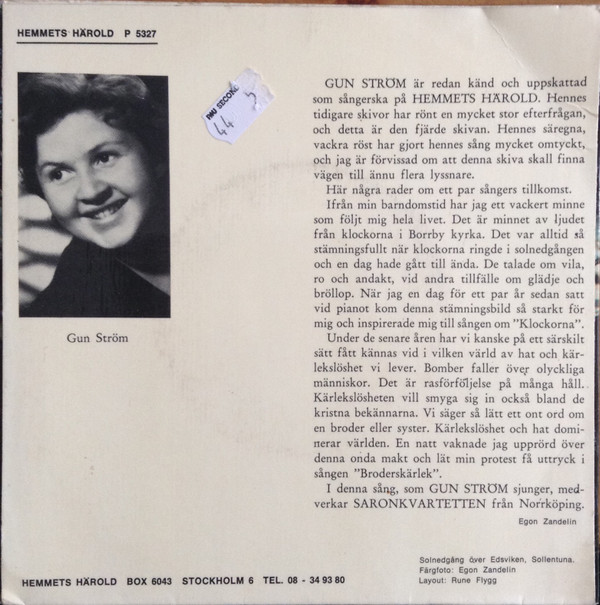 HEMMETS HÄROLD P 5327
RAU SECOND
44 5
GUN STRÖM är redan känd och uppskattad
som sångerska på HEMMETS HÄROLD. Hennes
tidigare skivor har rönt en mycket stor efterfrågan,
och detta är den fjärde skivan. Hennes säregna,
vackra röst har gjort hennes sång mycket omtyckt,
och jag är förvissad om att denna skiva skall finna
vägen till ännu flera lyssnare.
Här några rader om ett par sångers tillkomst.
Ifrån min barndomstid har jag ett vackert minne
som följt mig hela livet. Det är minnet av ljudet
från klockorna i Borrby kyrka. Det var alltid så
stämningsfullt när klockorna ringde i solnedgången
och en dag hade gått till ända. De talade om vila,
ro och andakt, vid andra tillfälle om glädje och
bröllop. När jag en dag för ett par år sedan satt
vid pianot kom denna stämningsbild så starkt för
mig och inspirerade mig till sången om "Klockorna".
Under de senare åren har vi kanske på ett särskilt
sätt fått kännas vid i vilken värld av hat och kär-
lekslöshet vi lever. Bomber faller över olyckliga
människor. Det är rasförföljelse på många håll.
Kärlekslösheten vill smyga sig in också bland de
kristna bekännarna. Vi säger så lätt ett ont ord om
en broder eller syster. Kärlekslöshet och hat domi-
nerar världen. En natt vaknade jag upprörd över
denna onda makt och lät min protest få uttryck i
sången "Broderskärlek".
I denna sång, som GUN STRÖM sjunger, med-
verkar SARONKVARTETTEN från Norrköping.
Egon Zandelin
Gun Ström
Solnedgång över Edsviken, Sollentuna.
Färgfoto: Egon Zandelin
Layout: Rune Flygg
HEMMETS HÄROLD BOX 6043 STOCKHOLM 6 TEL. 08 - 34 93 80